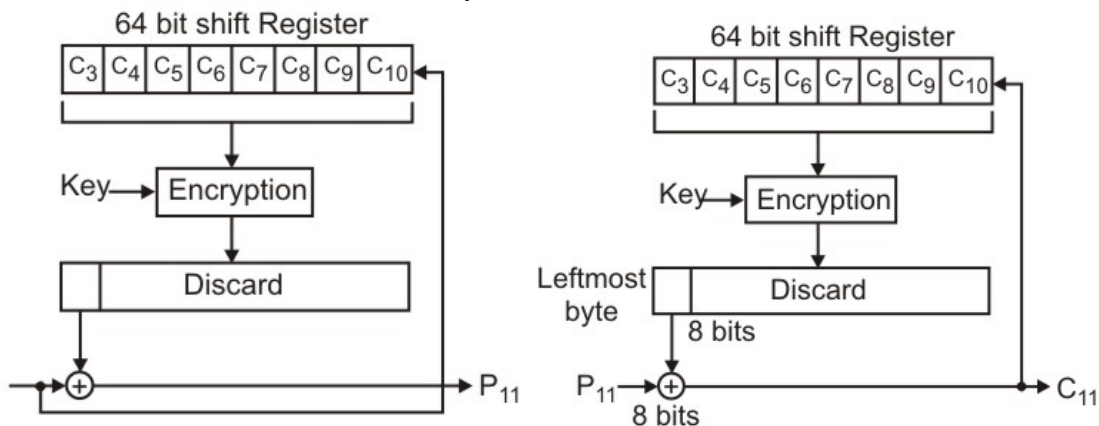 64 bit shift Register
C3 C4 C5 C6 C7 C8 C9 C10
Key
Encryption
Discard
P11
64 bit shift Register
C3 C4 C5 C6 C7 C8 C9 C10
Key
Encryption
Leftmost
byte
Discard
8 bits
P11
8 bits
C11